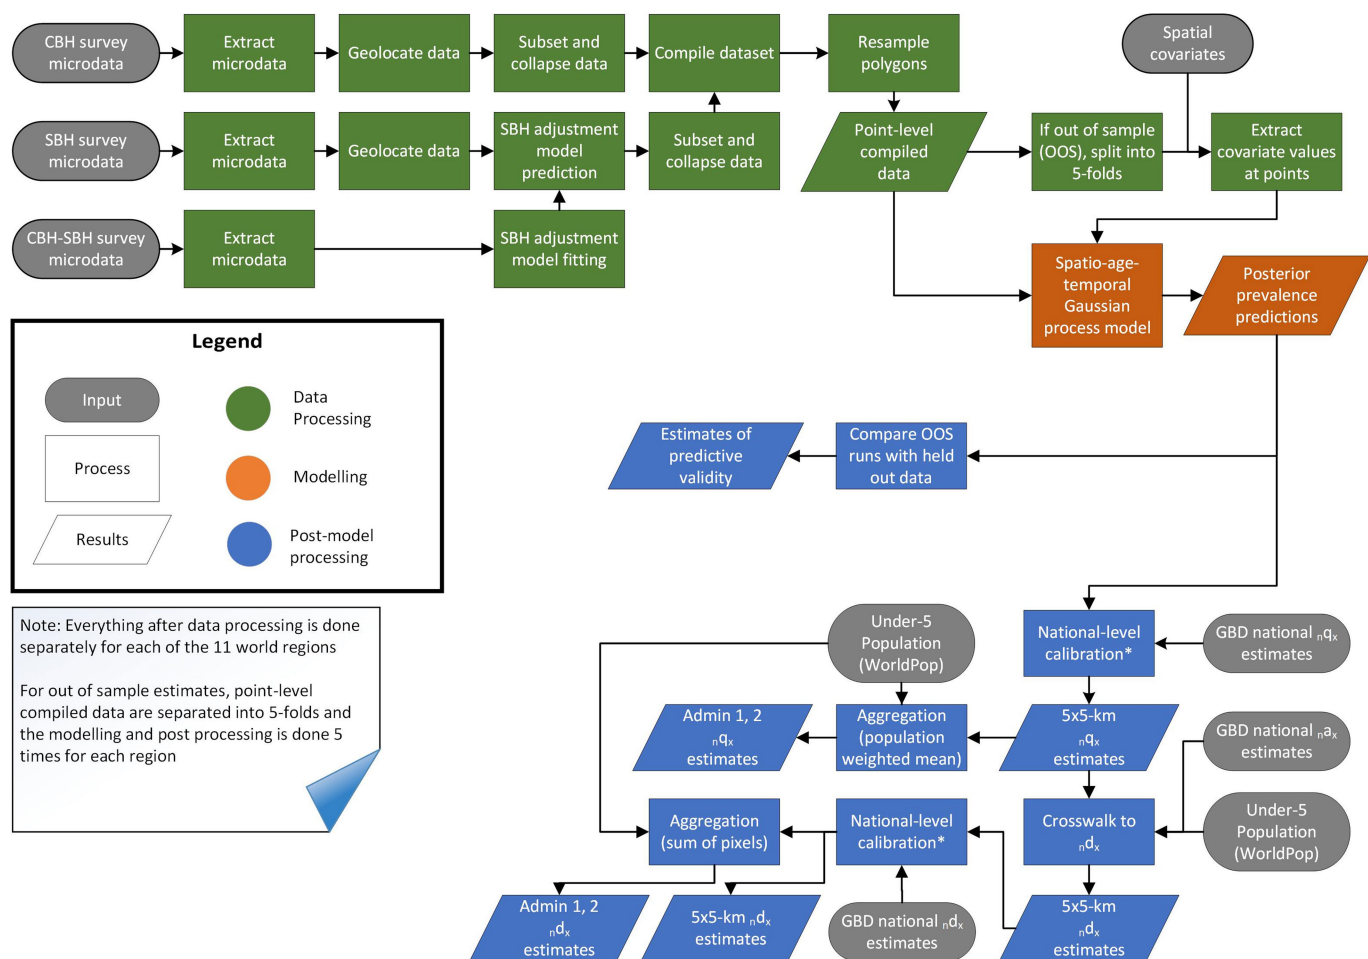 CBH survey
microdata
Extract
microdata
Geolocate data
Subset and
collapse data
Compile dataset
Resample
polygons
Spatial
covariates
SBH survey
microdata
Extract
microdata
Geolocate data
SBH adjustment
model
prediction
Subset and
collapse data
Point-level
compiled
data
If out of sample
(OOS), split into
5-folds
Extract
covariate values
at points
CBH-SBH survey
microdata
Extract
microdata
SBH adjustment
model fitting
Spatio-age-
temporal
Gaussian
process model
Posterior
prevalence
predictions
Legend
Input
Process
Results
Data
Processing
Modelling
Post-model
processing
Estimates of
predictive
validity
Compare OOS
runs with held
out data
Note: Everything after data processing is done
separately for each of the 11 world regions
For out of sample estimates, point-level
compiled data are separated into 5-folds and
the modelling and post processing is done 5
times for each region
Under-5
Population
(WorldPop)
National-level
calibration*
GBD national ₙqₓ
estimates
Admin 1, 2
ₙqₓ
estimates
Aggregation
(population
weighted mean)
5x5-km
ₙqₓ
estimates
GBD national ₙaₓ
estimates
Aggregation
(sum of pixels)
National-level
calibration*
Crosswalk to
ₙdₓ
Under-5
Population
(WorldPop)
Admin 1, 2
ₙdₓ
estimates
5x5-km ₙdₓ
estimates
GBD national ₙdₓ
estimates
5x5-km
ₙdₓ
estimates